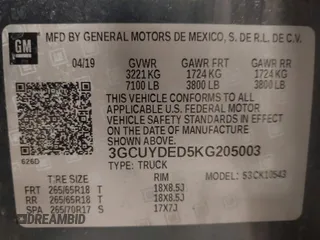 GM
MFD BY GENERAL MOTORS DE MEXICO, S. DE R.L. DE C.V.
04/19 GVWR GAWR FRT GAWR RR
3221 KG 1724 KG 1724 KG
7100 LB 3800 LB 3800 LB
THIS VEHICLE CONFORMS TO ALL
APPLICABLE U.S. FEDERAL MOTOR
VEHICLE SAFETY STANDARDS IN
EFFECT ON THE DATE OF MANUFACTURE
SHOWN ABOVE.
3GCUYDED5KG205003
626D TYPE: TRUCK
TIRE SIZE RIM S3CK10543
FRT 265/65R18 T 18X8.5J
RR 265/65R18 T 18X8.5J
SPA 265/70R17 S 17X7J
ROADBID